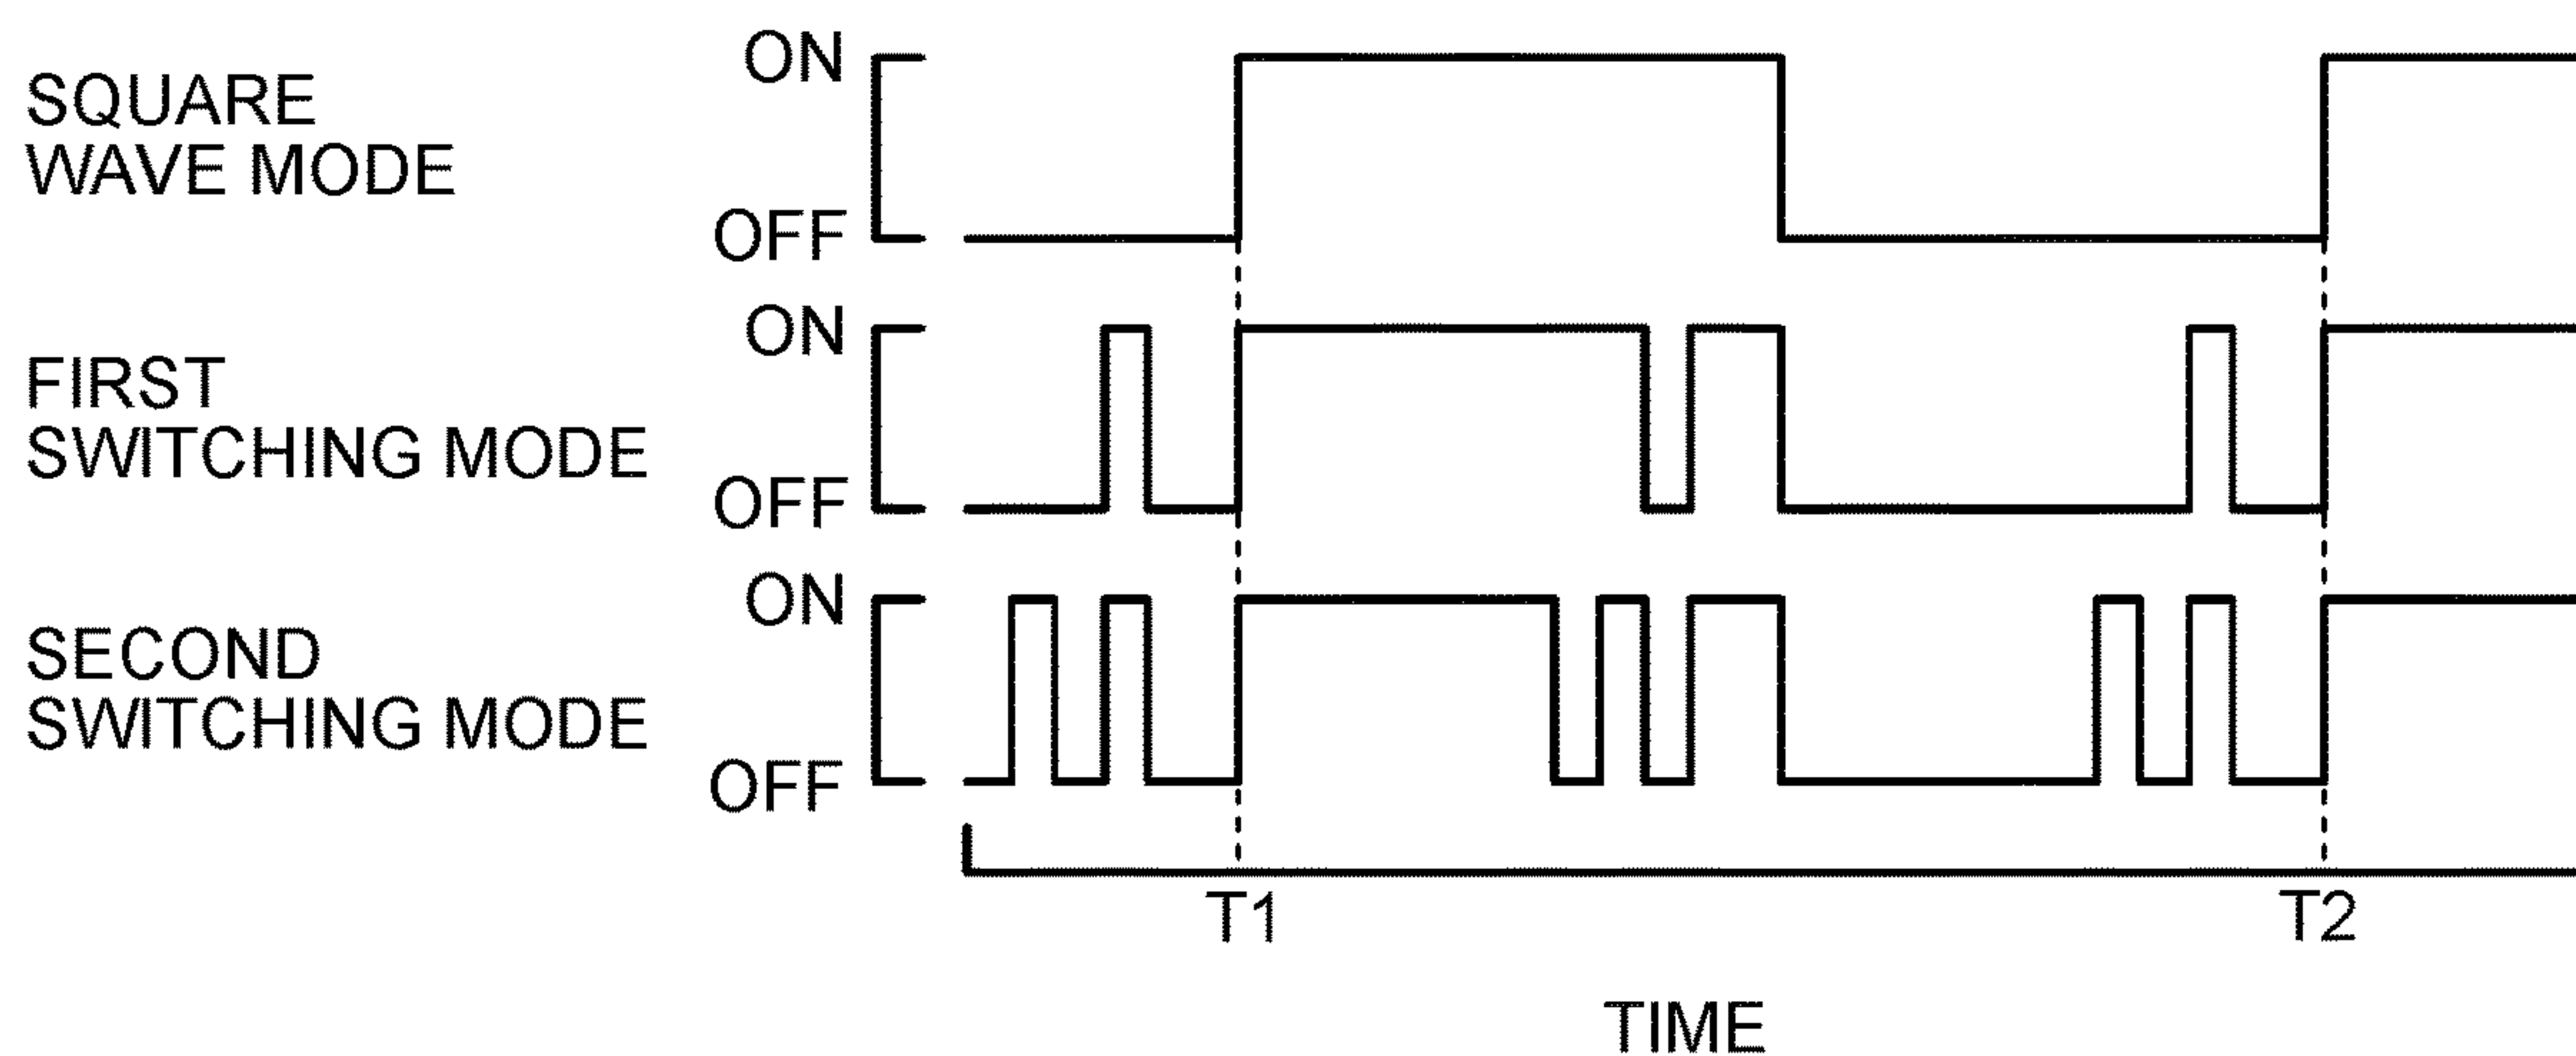 ON
SQUARE
WAVE MODE
OFF
ON
FIRST
SWITCHING MODE
OFF
ON
SECOND
SWITCHING MODE
OFF
T1
T2
TIME